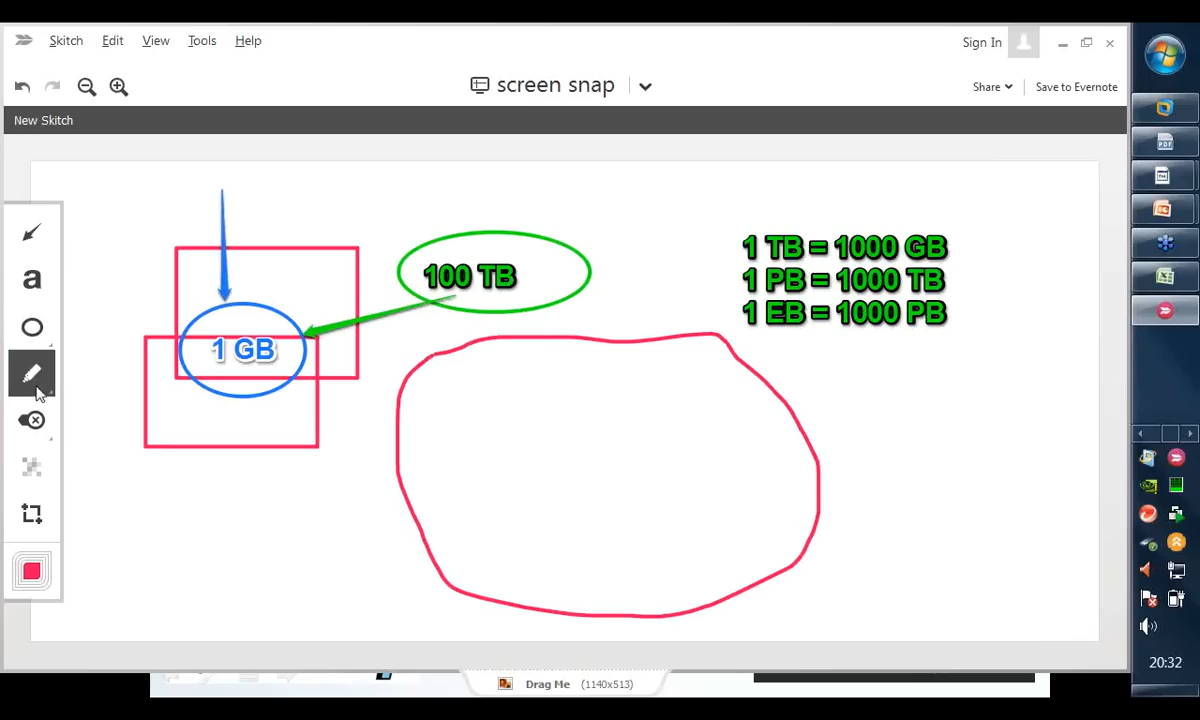 Skitch Edit View Tools Help
Sign In
screen snap
Share
Save to Evernote
New Skitch
a
1 GB
100 TB
1 TB = 1000 GB
1 PB = 1000 TB
1 EB = 1000 PB
Drag Me (1140x513)
PDF
20:32